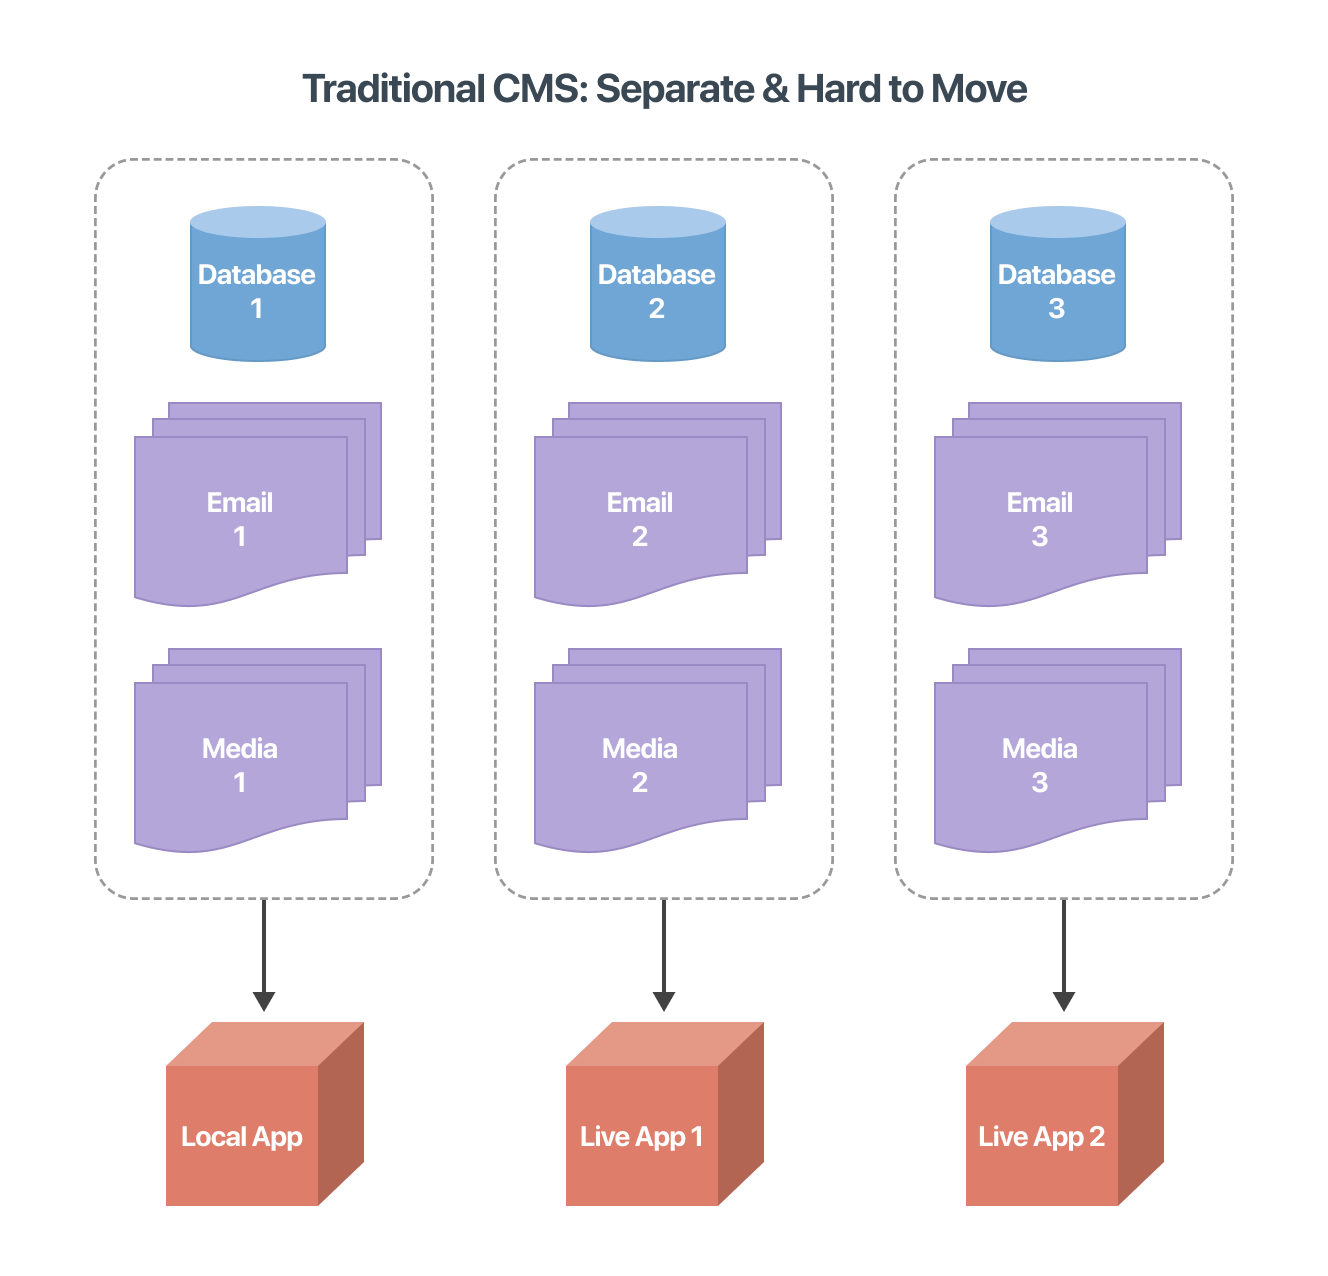 Traditional CMS: Separate & Hard to Move
Database
1
Database
2
Database
3
Email
1
Email
2
Email
3
Media
1
Media
2
Media
3
Local App
Live App 1
Live App 2